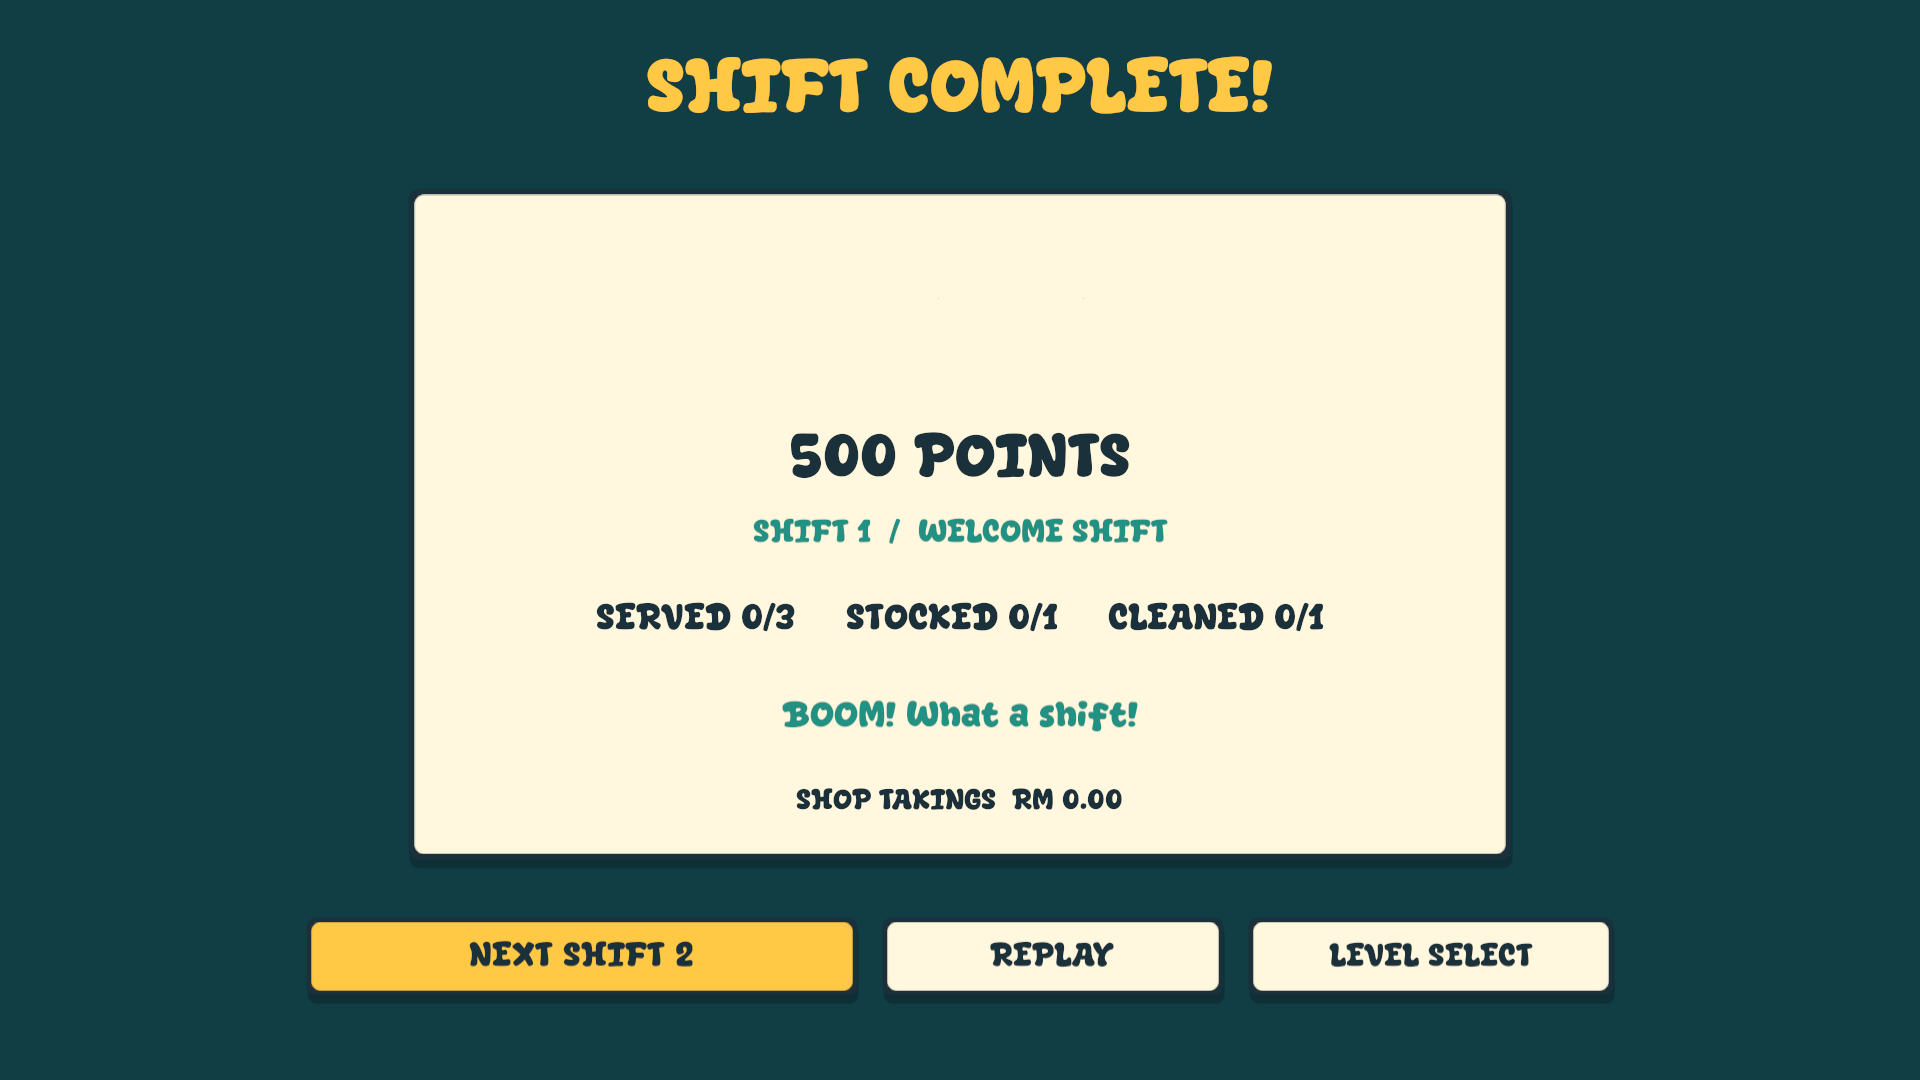 SHIFT COMPLETE!
500 POINTS
SHIFT 1 / WELCOME SHIFT
SERVED 0/3 STOCKED 0/1 CLEANED 0/1
BOOM! What a shift!
SHOP TAKINGS RM 0.00
NEXT SHIFT 2 REPLAY LEVEL SELECT